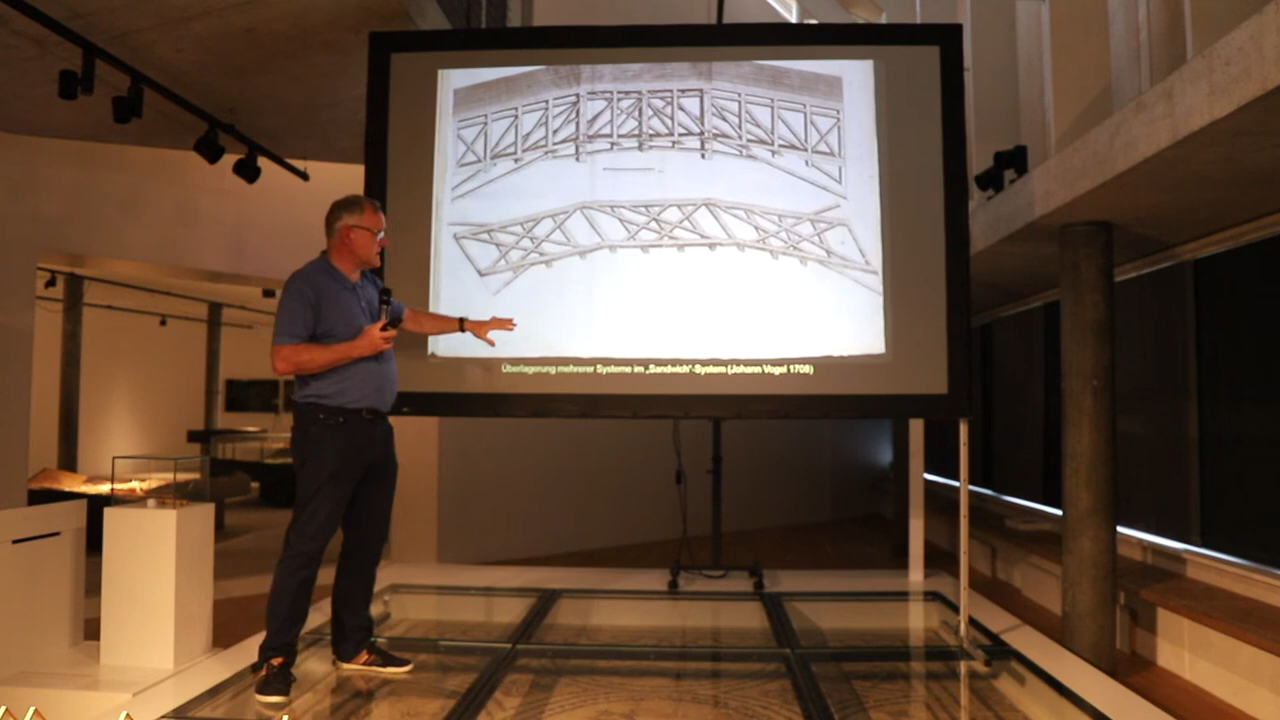 Überlagerung mehrerer Systeme im „Sandwich“-System (Johann Vogel 1708)